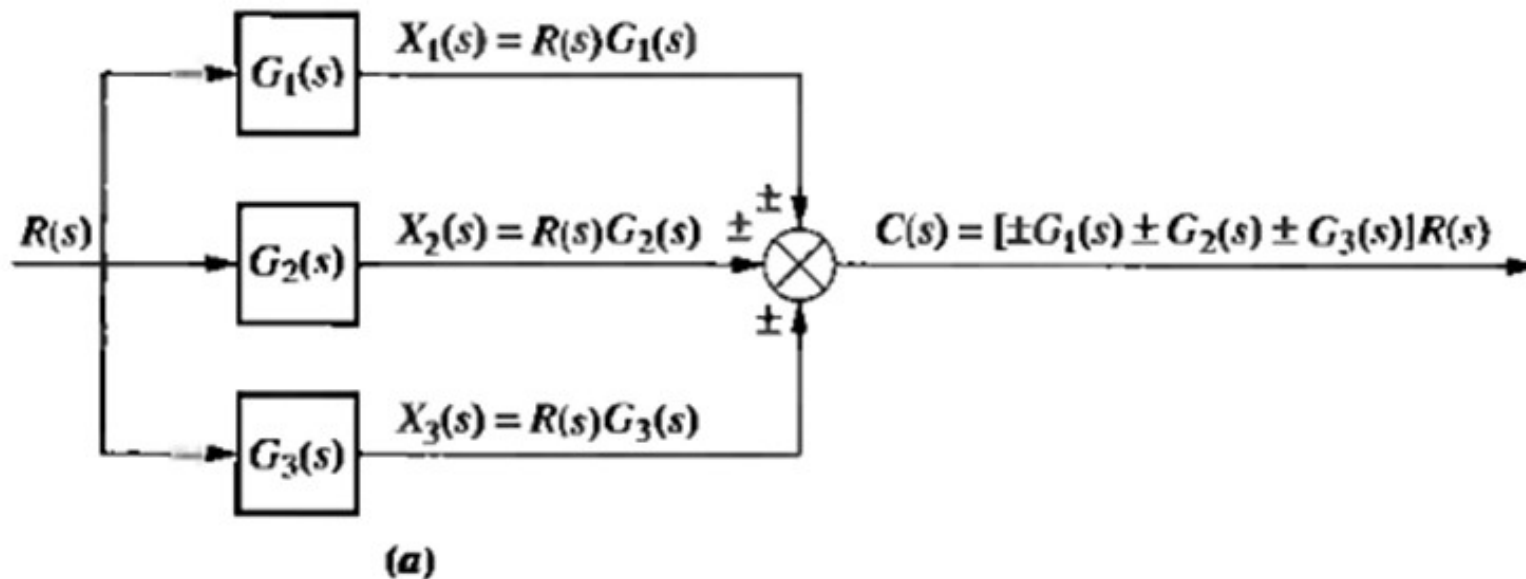 X₁(s) = R(s)G₁(s)
G₁(s)
±
R(s)
G₂(s)
X₂(s) = R(s)G₂(s)
±
C(s) = [±G₁(s) ± G₂(s) ± G₃(s)]R(s)
±
X₃(s) = R(s)G₃(s)
G₃(s)
(a)